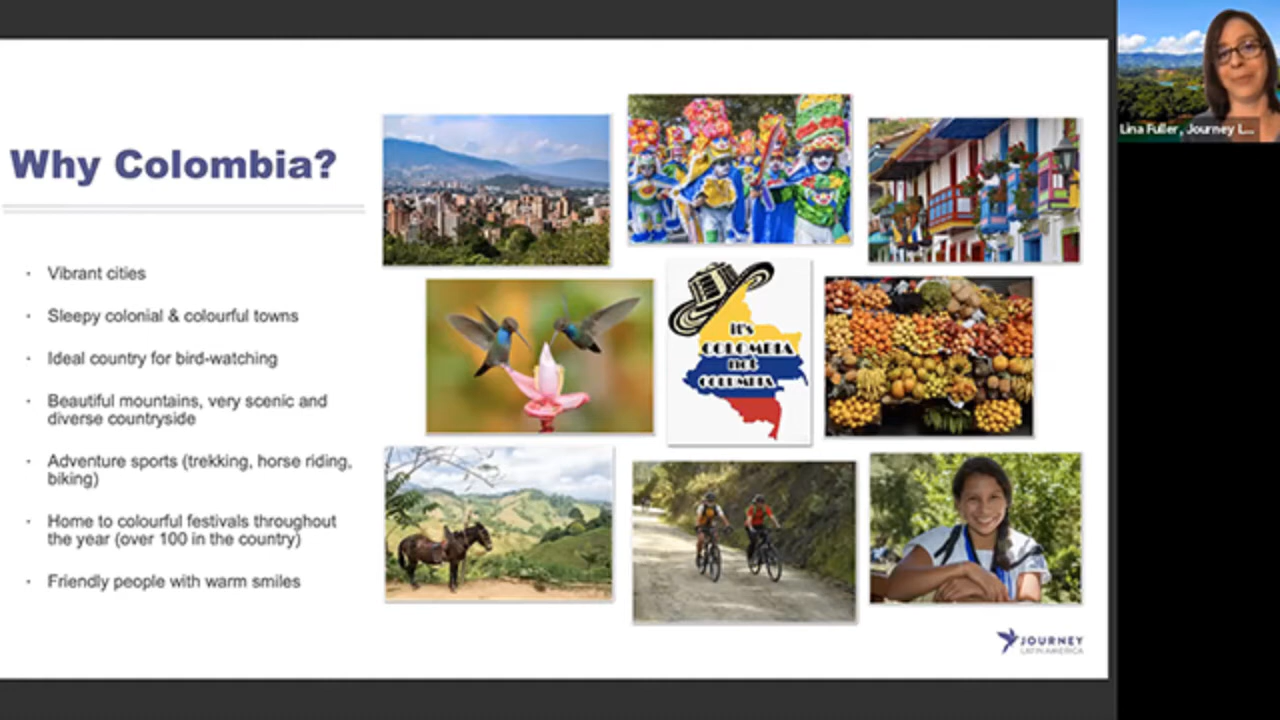 Why Colombia?
· Vibrant cities
· Sleepy colonial & colourful towns
· Ideal country for bird-watching
· Beautiful mountains, very scenic and
diverse countryside
· Adventure sports (trekking, horse riding,
biking)
· Home to colourful festivals throughout
the year (over 100 in the country)
· Friendly people with warm smiles
It's
COLOMBIA
not
COLUMBIA
JOURNEY
LATIN AMERICA
Lina Fuller, Journey L...